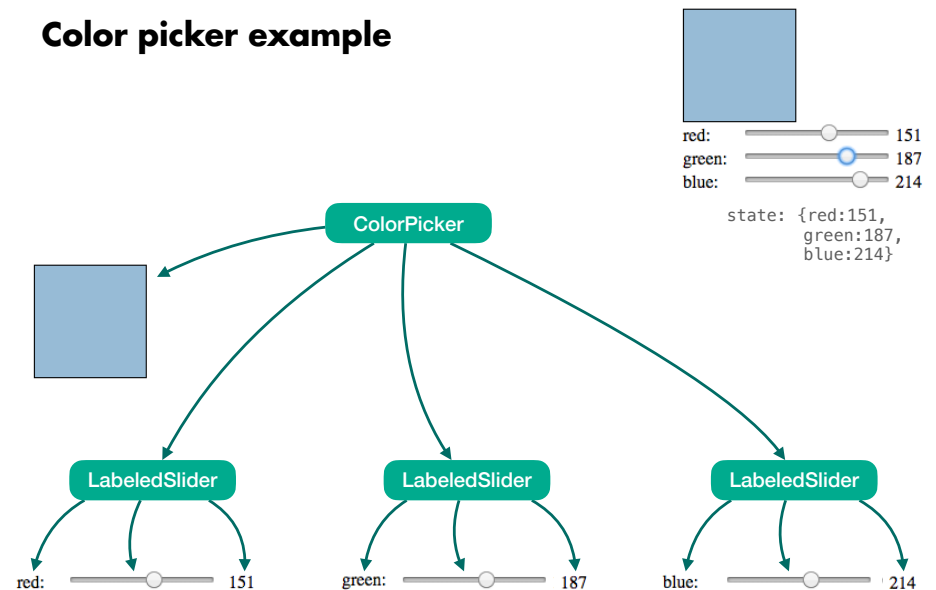 Color picker example
red: 151
green: 187
blue: 214
state: {red:151,
green:187,
blue:214}
ColorPicker
LabeledSlider LabeledSlider LabeledSlider
red: 151 green: 187 blue: 214